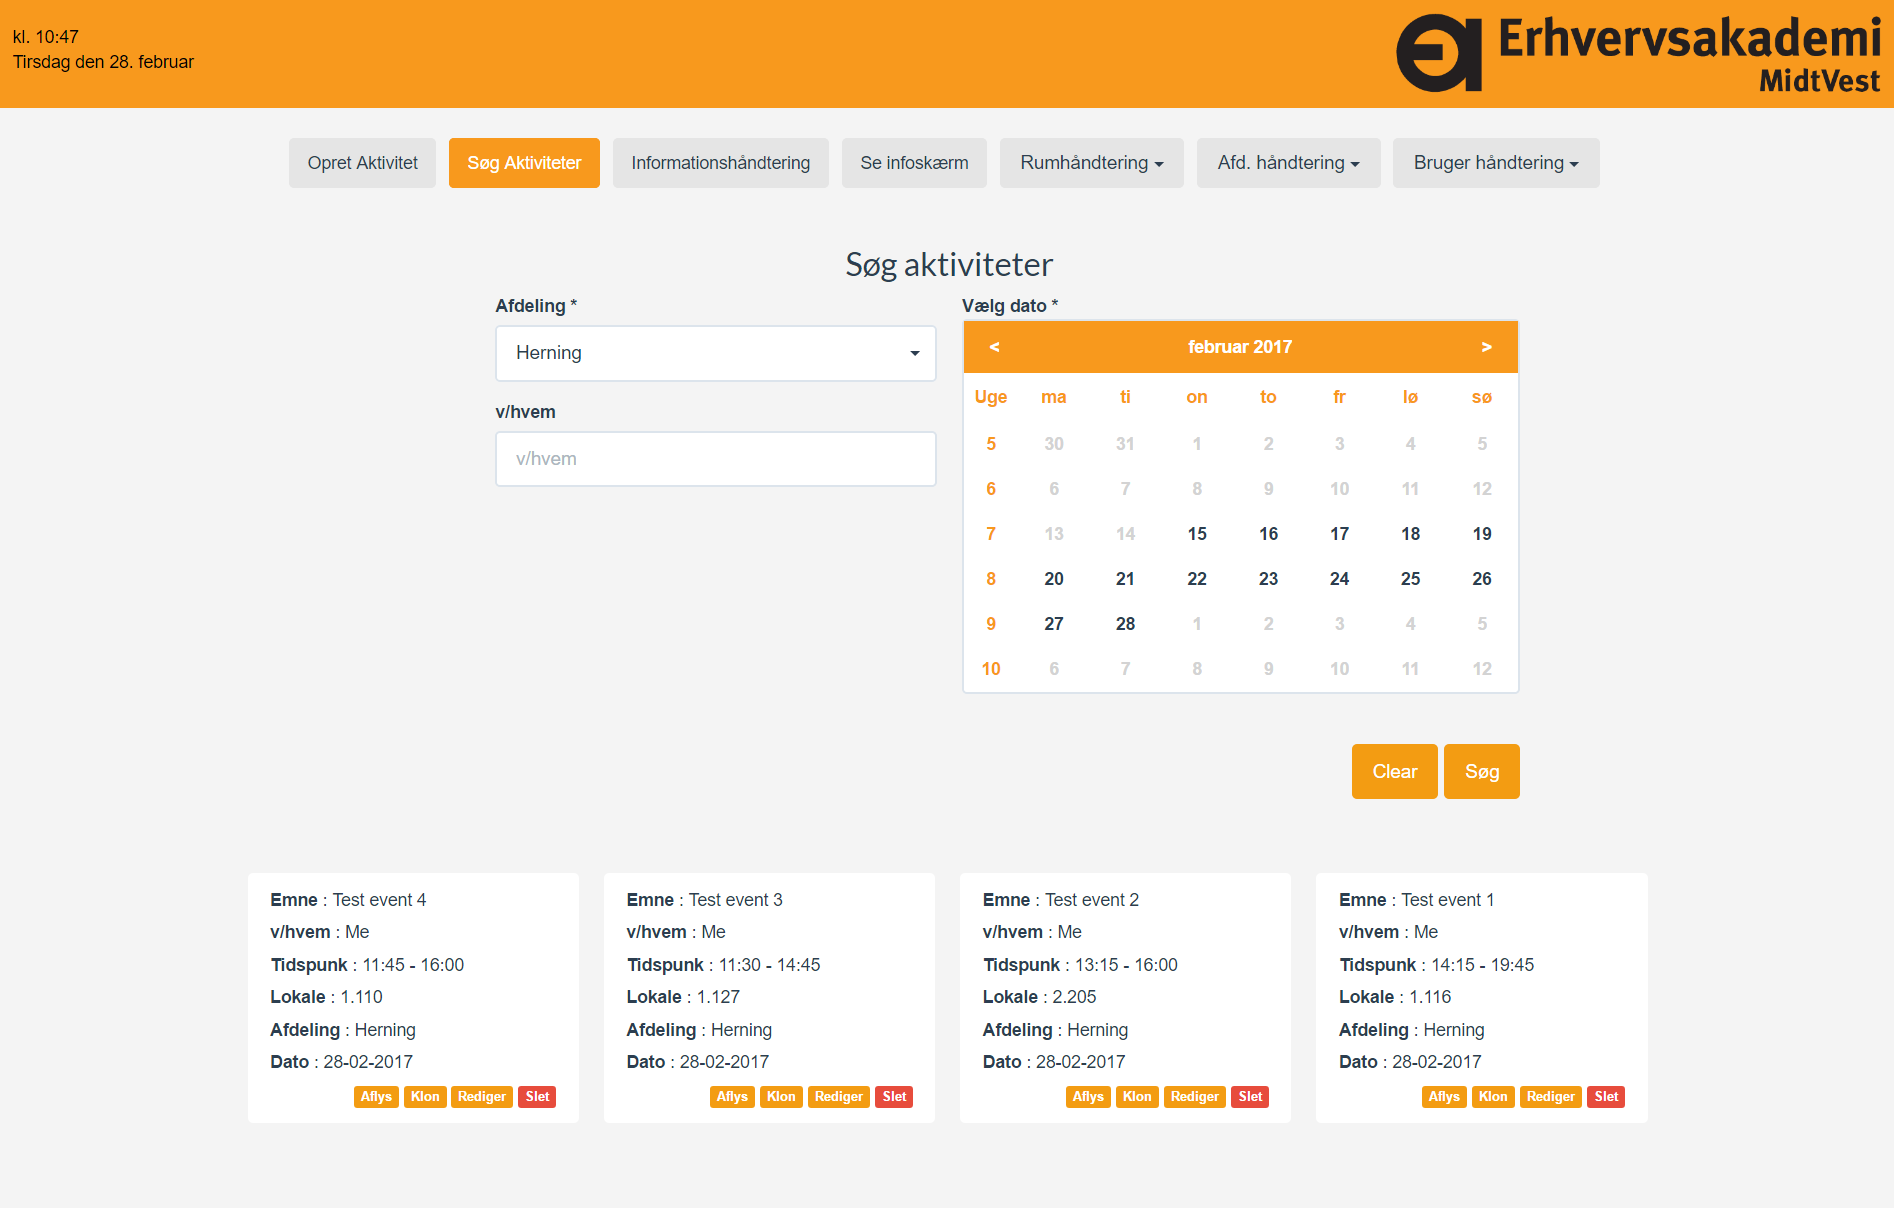 kl. 10:47
Tirsdag den 28. februar
ea Erhvervsakademi
MidtVest
Opret Aktivitet Søg Aktiviteter Informationshåndtering Se infoskærm Rumhåndtering Afd. håndtering Bruger håndtering
Søg aktiviteter
Afdeling *
Herning
v/hvem
v/hvem
Vælg dato *
< februar 2017 >
Uge ma ti on to fr lø sø
5 30 31 1 2 3 4 5
6 6 7 8 9 10 11 12
7 13 14 15 16 17 18 19
8 20 21 22 23 24 25 26
9 27 28 1 2 3 4 5
10 6 7 8 9 10 11 12
Clear Søg
Emne : Test event 4
v/hvem : Me
Tidspunk : 11:45 - 16:00
Lokale : 1.110
Afdeling : Herning
Dato : 28-02-2017
Aflys Klon Rediger Slet
Emne : Test event 3
v/hvem : Me
Tidspunk : 11:30 - 14:45
Lokale : 1.127
Afdeling : Herning
Dato : 28-02-2017
Aflys Klon Rediger Slet
Emne : Test event 2
v/hvem : Me
Tidspunk : 13:15 - 16:00
Lokale : 2.205
Afdeling : Herning
Dato : 28-02-2017
Aflys Klon Rediger Slet
Emne : Test event 1
v/hvem : Me
Tidspunk : 14:15 - 19:45
Lokale : 1.116
Afdeling : Herning
Dato : 28-02-2017
Aflys Klon Rediger Slet